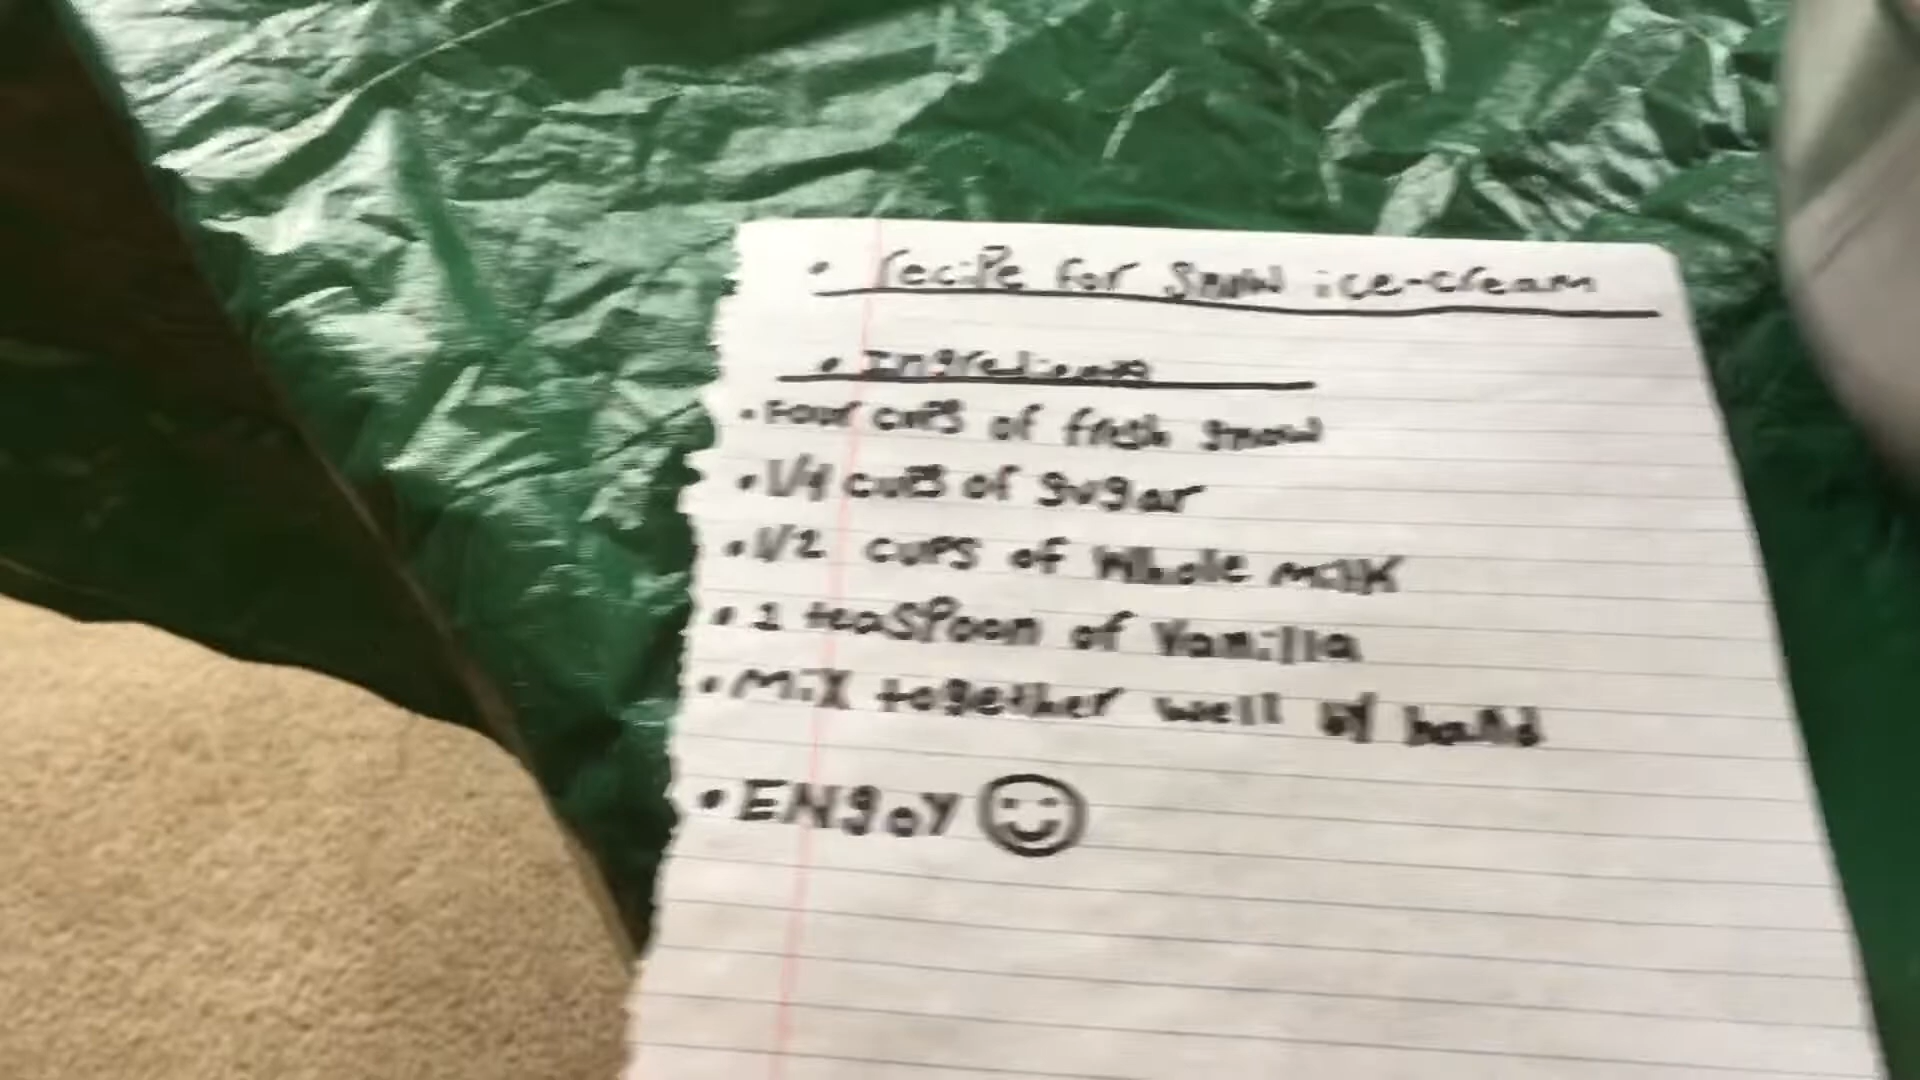 • recipe for Snow ice-cream
• Ingredients
• Four cups of fresh snow
• 1/4 cups of sugar
• 1/2 cups of Whole milk
• 1 teaspoon of Vanilla
• Mix together well by hand
• ENgoY